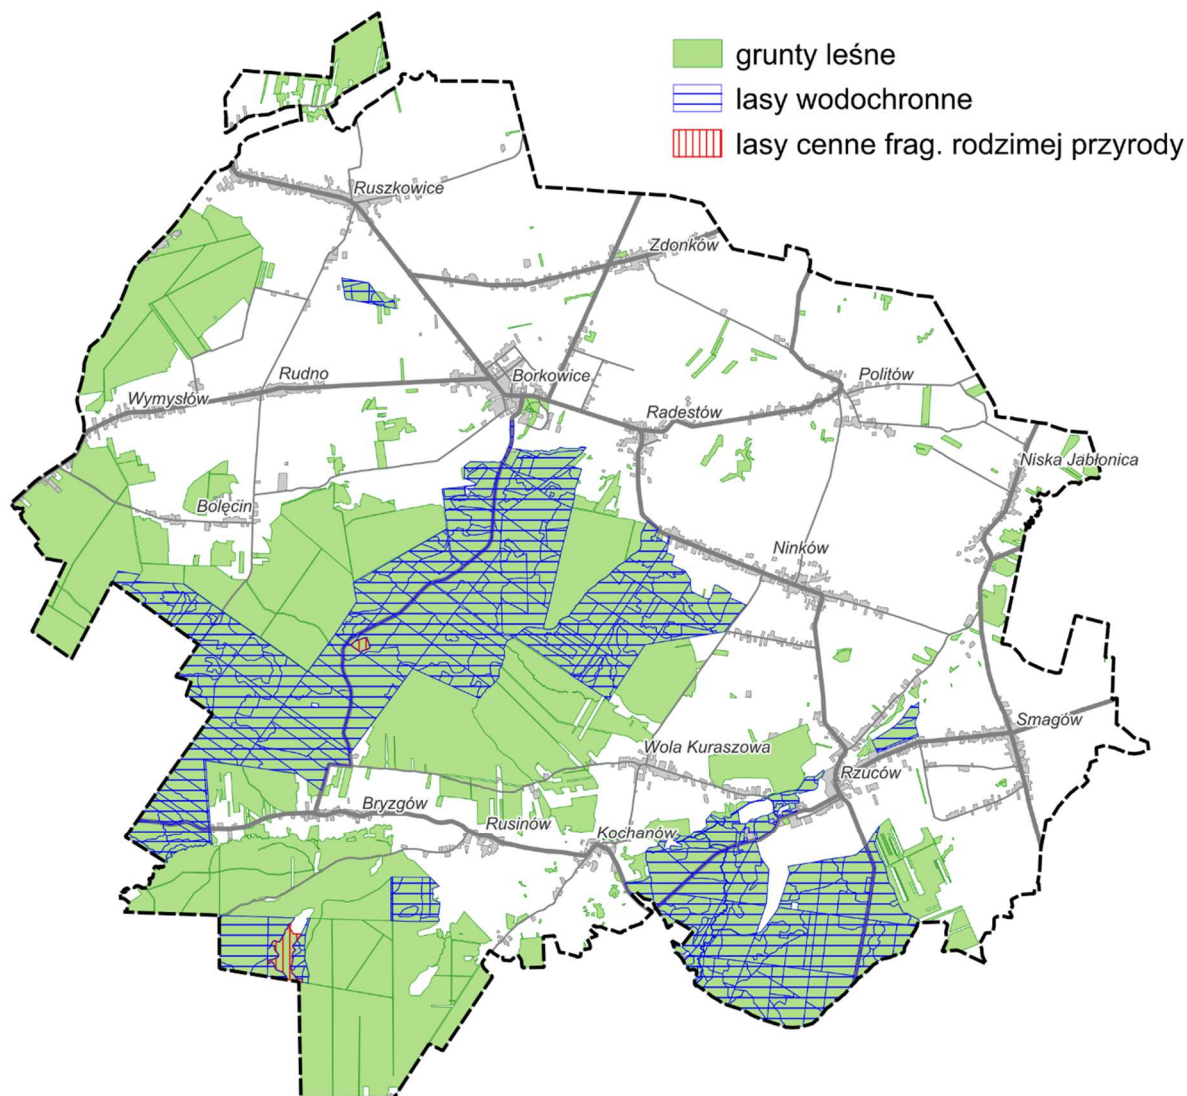 grunty leśne
lasy wodochronne
lasy cenne frag. rodzimej przyrody
Ruszkowice
Zdonków
Rudno
Borkowice
Politów
Wymysłów
Radestów
Niska Jabłonica
Bolęcin
Ninków
Smagów
Wola Kuraszowa
Rzuców
Bryzgów
Rusinów
Kochanów